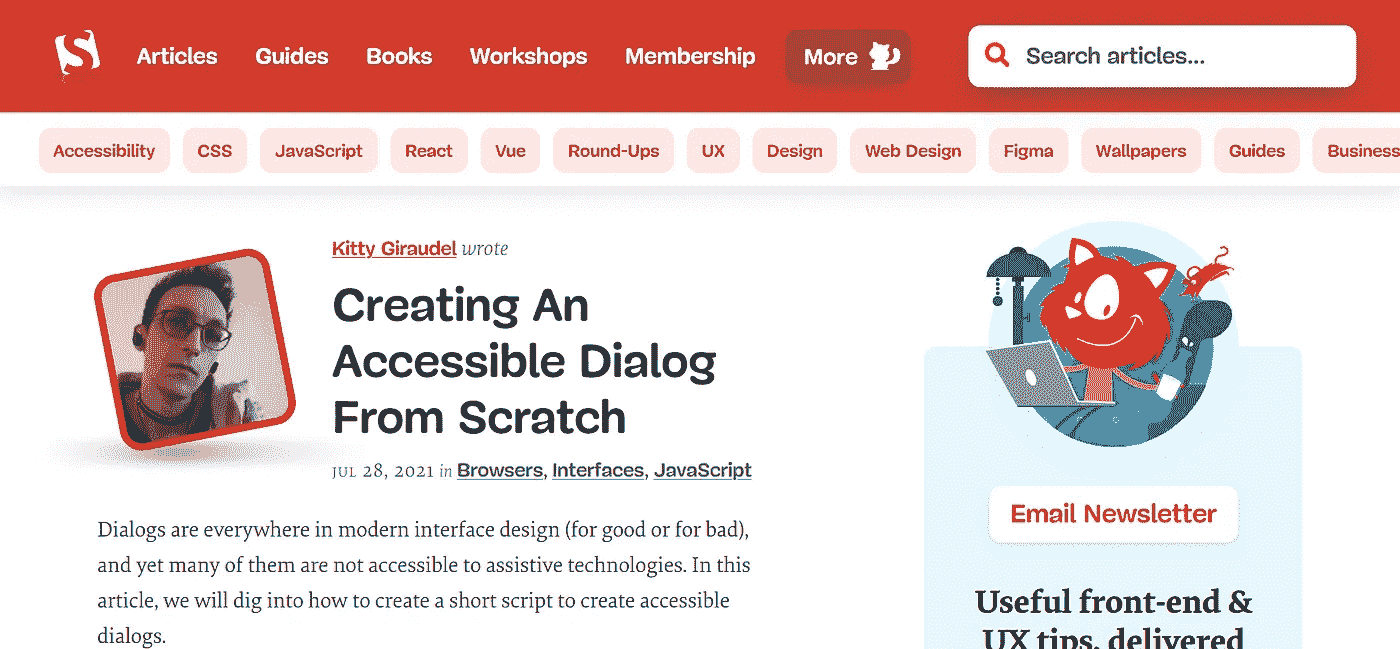 Articles Guides Books Workshops Membership More Search articles...
Accessibility CSS JavaScript React Vue Round-Ups UX Design Web Design Figma Wallpapers Guides Business
Kitty Giraudel wrote
Creating An
Accessible Dialog
From Scratch
JUL 28, 2021 in Browsers, Interfaces, JavaScript
Dialogs are everywhere in modern interface design (for good or for bad),
and yet many of them are not accessible to assistive technologies. In this
article, we will dig into how to create a short script to create accessible
dialogs.
Email Newsletter
Useful front-end &
UX tips, delivered